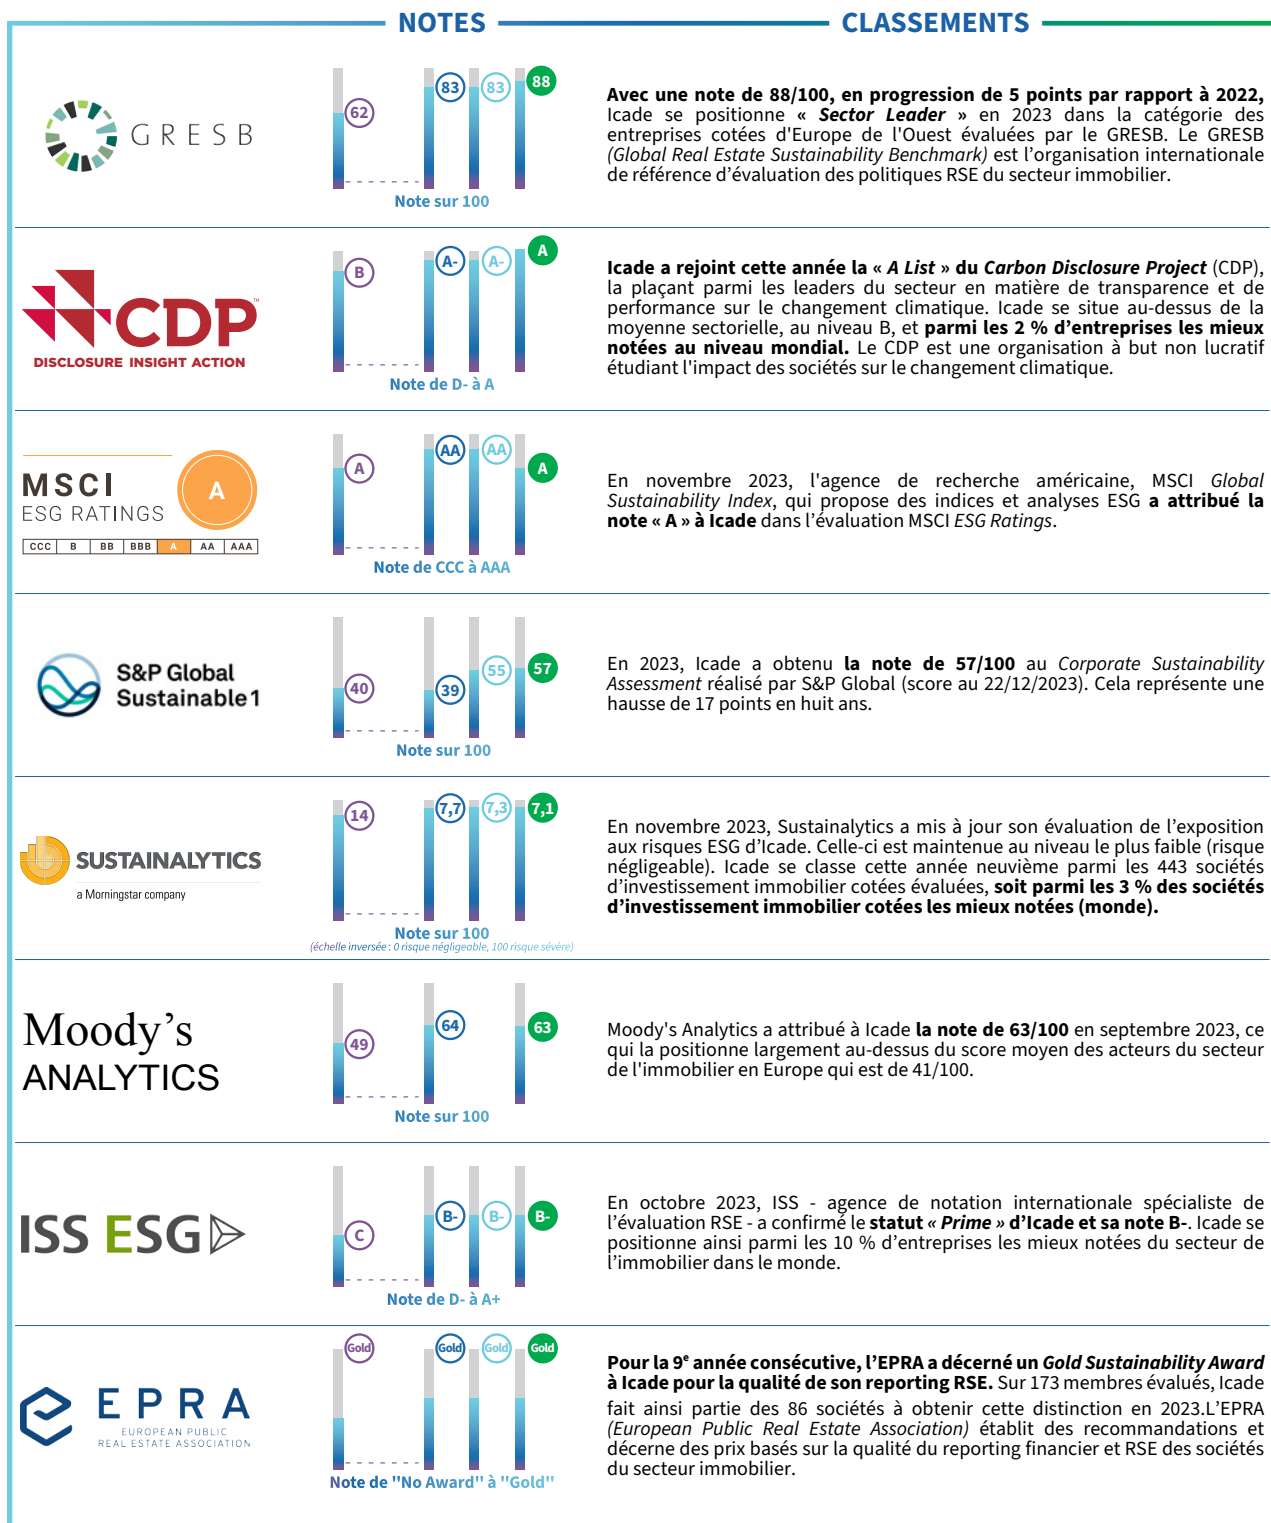 NOTES
CLASSEMENTS
GRESB
62
83
83
88
Note sur 100
Avec une note de 88/100, en progression de 5 points par rapport à 2022,
Icade se positionne « Sector Leader » en 2023 dans la catégorie des
entreprises cotées d'Europe de l'Ouest évaluées par le GRESB. Le GRESB
(Global Real Estate Sustainability Benchmark) est l’organisation internationale
de référence d’évaluation des politiques RSE du secteur immobilier.
CDP™
DISCLOSURE INSIGHT ACTION
B
A-
A-
A
Note de D- à A
Icade a rejoint cette année la « A List » du Carbon Disclosure Project (CDP),
la plaçant parmi les leaders du secteur en matière de transparence et de
performance sur le changement climatique. Icade se situe au-dessus de la
moyenne sectorielle, au niveau B, et parmi les 2 % d’entreprises les mieux
notées au niveau mondial. Le CDP est une organisation à but non lucratif
étudiant l'impact des sociétés sur le changement climatique.
MSCI
ESG RATINGS
A
CCC B BB BBB A AA AAA
A
AA
AA
A
Note de CCC à AAA
En novembre 2023, l'agence de recherche américaine, MSCI Global
Sustainability Index, qui propose des indices et analyses ESG a attribué la
note « A » à Icade dans l’évaluation MSCI ESG Ratings.
S&P Global
Sustainable1
40
39
55
57
Note sur 100
En 2023, Icade a obtenu la note de 57/100 au Corporate Sustainability
Assessment réalisé par S&P Global (score au 22/12/2023). Cela représente une
hausse de 17 points en huit ans.
SUSTAINALYTICS
a Morningstar company
14
7,7
7,3
7,1
Note sur 100
(échelle inversée : 0 risque négligeable, 100 risque sévère)
En novembre 2023, Sustainalytics a mis à jour son évaluation de l’exposition
aux risques ESG d’Icade. Celle-ci est maintenue au niveau le plus faible (risque
négligeable). Icade se classe cette année neuvième parmi les 443 sociétés
d’investissement immobilier cotées évaluées, soit parmi les 3 % des sociétés
d’investissement immobilier cotées les mieux notées (monde).
Moody’s
ANALYTICS
49
64
63
Note sur 100
Moody's Analytics a attribué à Icade la note de 63/100 en septembre 2023, ce
qui la positionne largement au-dessus du score moyen des acteurs du secteur
de l'immobilier en Europe qui est de 41/100.
ISS ESG
C
B-
B-
B-
Note de D- à A+
En octobre 2023, ISS - agence de notation internationale spécialiste de
l’évaluation RSE - a confirmé le statut « Prime » d’Icade et sa note B-. Icade se
positionne ainsi parmi les 10 % d’entreprises les mieux notées du secteur de
l’immobilier dans le monde.
EPRA
EUROPEAN PUBLIC
REAL ESTATE ASSOCIATION
Gold
Gold
Gold
Gold
Note de "No Award" à "Gold"
Pour la 9e année consécutive, l’EPRA a décerné un Gold Sustainability Award
à Icade pour la qualité de son reporting RSE. Sur 173 membres évalués, Icade
fait ainsi partie des 86 sociétés à obtenir cette distinction en 2023.L’EPRA
(European Public Real Estate Association) établit des recommandations et
décerne des prix basés sur la qualité du reporting financier et RSE des sociétés
du secteur immobilier.